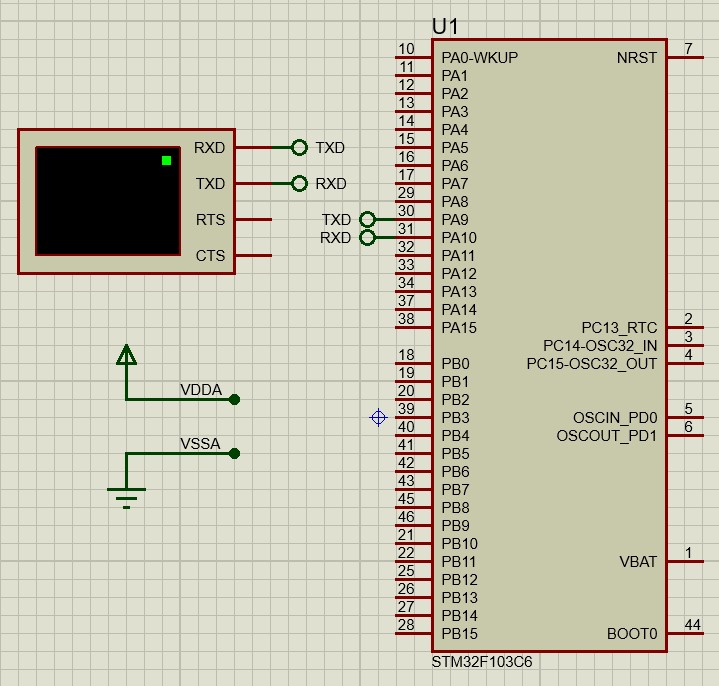 U1
10 PA0-WKUP NRST 7
11 PA1
12 PA2
13 PA3
14 PA4
RXD TXD 15 PA5
16 PA6
TXD RXD 17 PA7
29 PA8
RTS TXD 30 PA9
RXD 31 PA10
CTS 32 PA11
33 PA12
34 PA13
37 PA14
38 PA15 PC13_RTC 2
PC14-OSC32_IN 3
18 PB0 PC15-OSC32_OUT 4
19 PB1
VDDA 20 PB2
39 PB3 OSCIN_PD0 5
40 PB4 OSCOUT_PD1 6
VSSA 41 PB5
42 PB6
43 PB7
45 PB8
46 PB9
21 PB10
22 PB11 VBAT 1
25 PB12
26 PB13
27 PB14
28 PB15 BOOT0 44
STM32F103C6